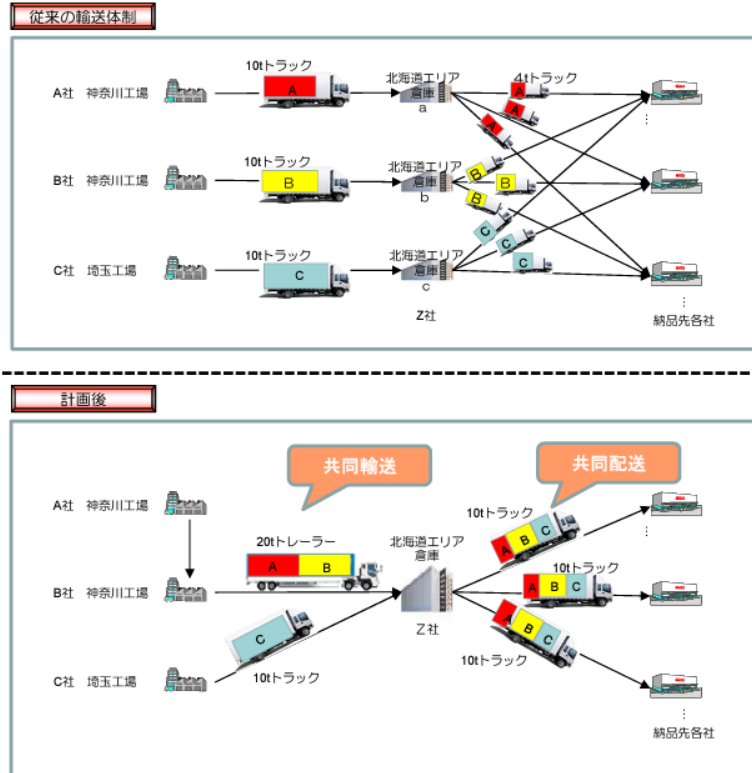 従来の輸送体制
10tトラック
北海道エリア
倉庫
a
4tトラック
A社 神奈川工場
A
A
A
A
⋮
10tトラック
北海道エリア
倉庫
b
B社 神奈川工場
B
B
B
B
10tトラック
北海道エリア
倉庫
c
C社 埼玉工場
C
C
C
C
Z社
⋮
納品先各社
計画後
共同輸送
共同配送
A社 神奈川工場
10tトラック
A B C
⋮
20tトレーラー
A B
北海道エリア
倉庫
10tトラック
A B C
B社 神奈川工場
Z社
A B C
C
C社 埼玉工場
10tトラック
10tトラック
⋮
納品先各社